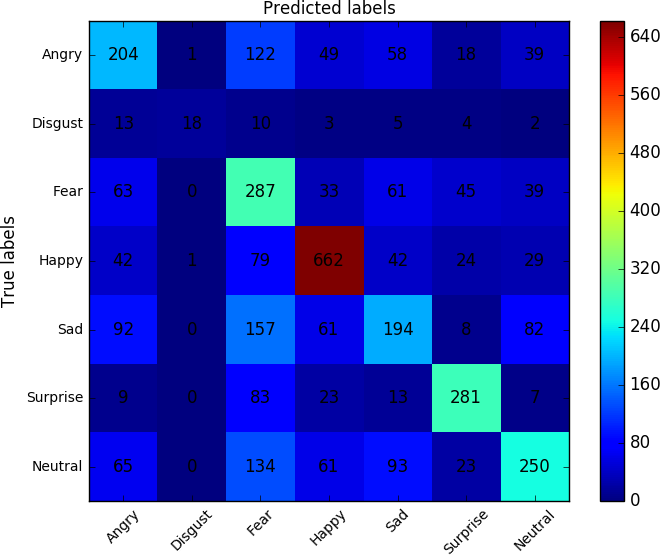 Predicted labels
True labels
Angry 204 1 122 49 58 18 39
Disgust 13 18 10 3 5 4 2
Fear 63 0 287 33 61 45 39
Happy 42 1 79 662 42 24 29
Sad 92 0 157 61 194 8 82
Surprise 9 0 83 23 13 281 7
Neutral 65 0 134 61 93 23 250
Angry Disgust Fear Happy Sad Surprise Neutral
640
560
480
400
320
240
160
80
0